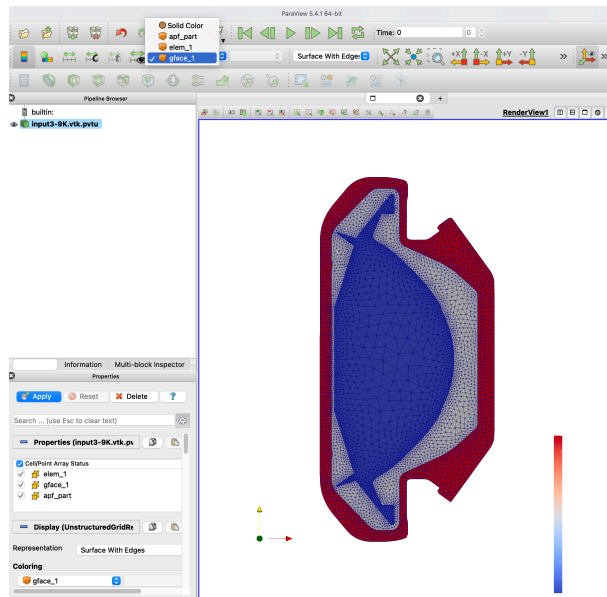 ParaView 5.4.1 64-bit
Solid Color
apf_part
elem_1
✓ gface_1
Time: 0
0
Surface With Edges
+X
-X
+Y
-Y
»
Pipeline Browser
builtin:
input3-9K.vtk.pvtu
+
RenderView1
Information
Multi-block Inspector
Properties
Apply
Reset
Delete
?
Search ... (use Esc to clear text)
Properties (input3-9K.vtk.pv
Cell/Point Array Status
elem_1
gface_1
apf_part
Display (UnstructuredGridRe
Representation
Surface With Edges
Coloring
gface_1